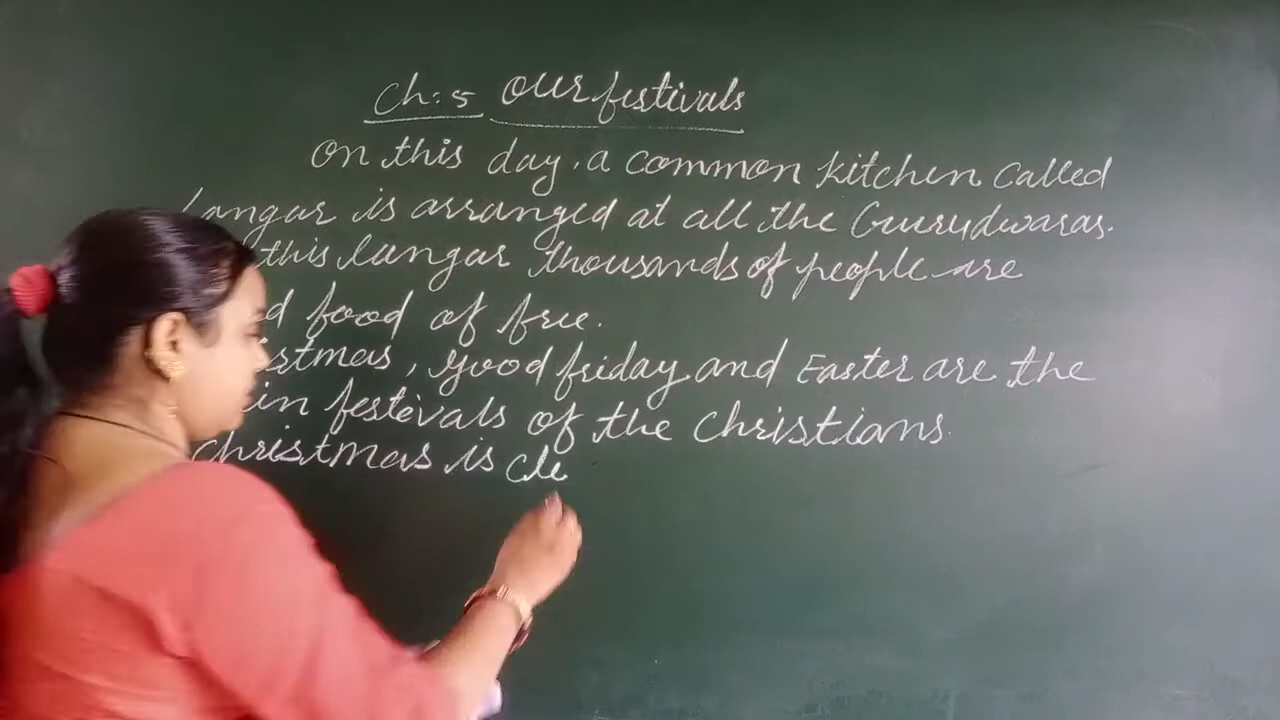 Ch: 5 Our festivals
On this day, a common kitchen called
Langar is arranged at all the Gurudwaras.
this langar thousands of people are
d food of free.
stmas, Good friday and Easter are the
in festivals of the Christians.
Christmas is cle